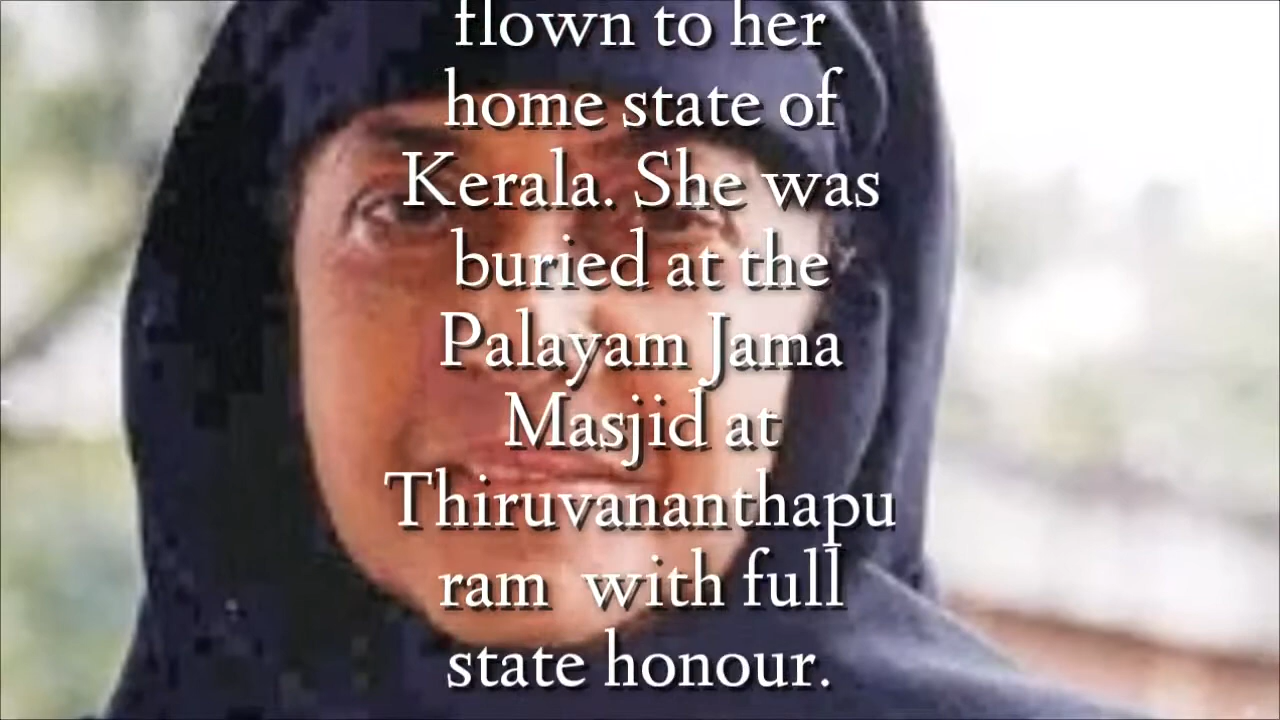 flown to her
home state of
Kerala. She was
buried at the
Palayam Jama
Masjid at
Thiruvananthapu
ram  with full
state honour.